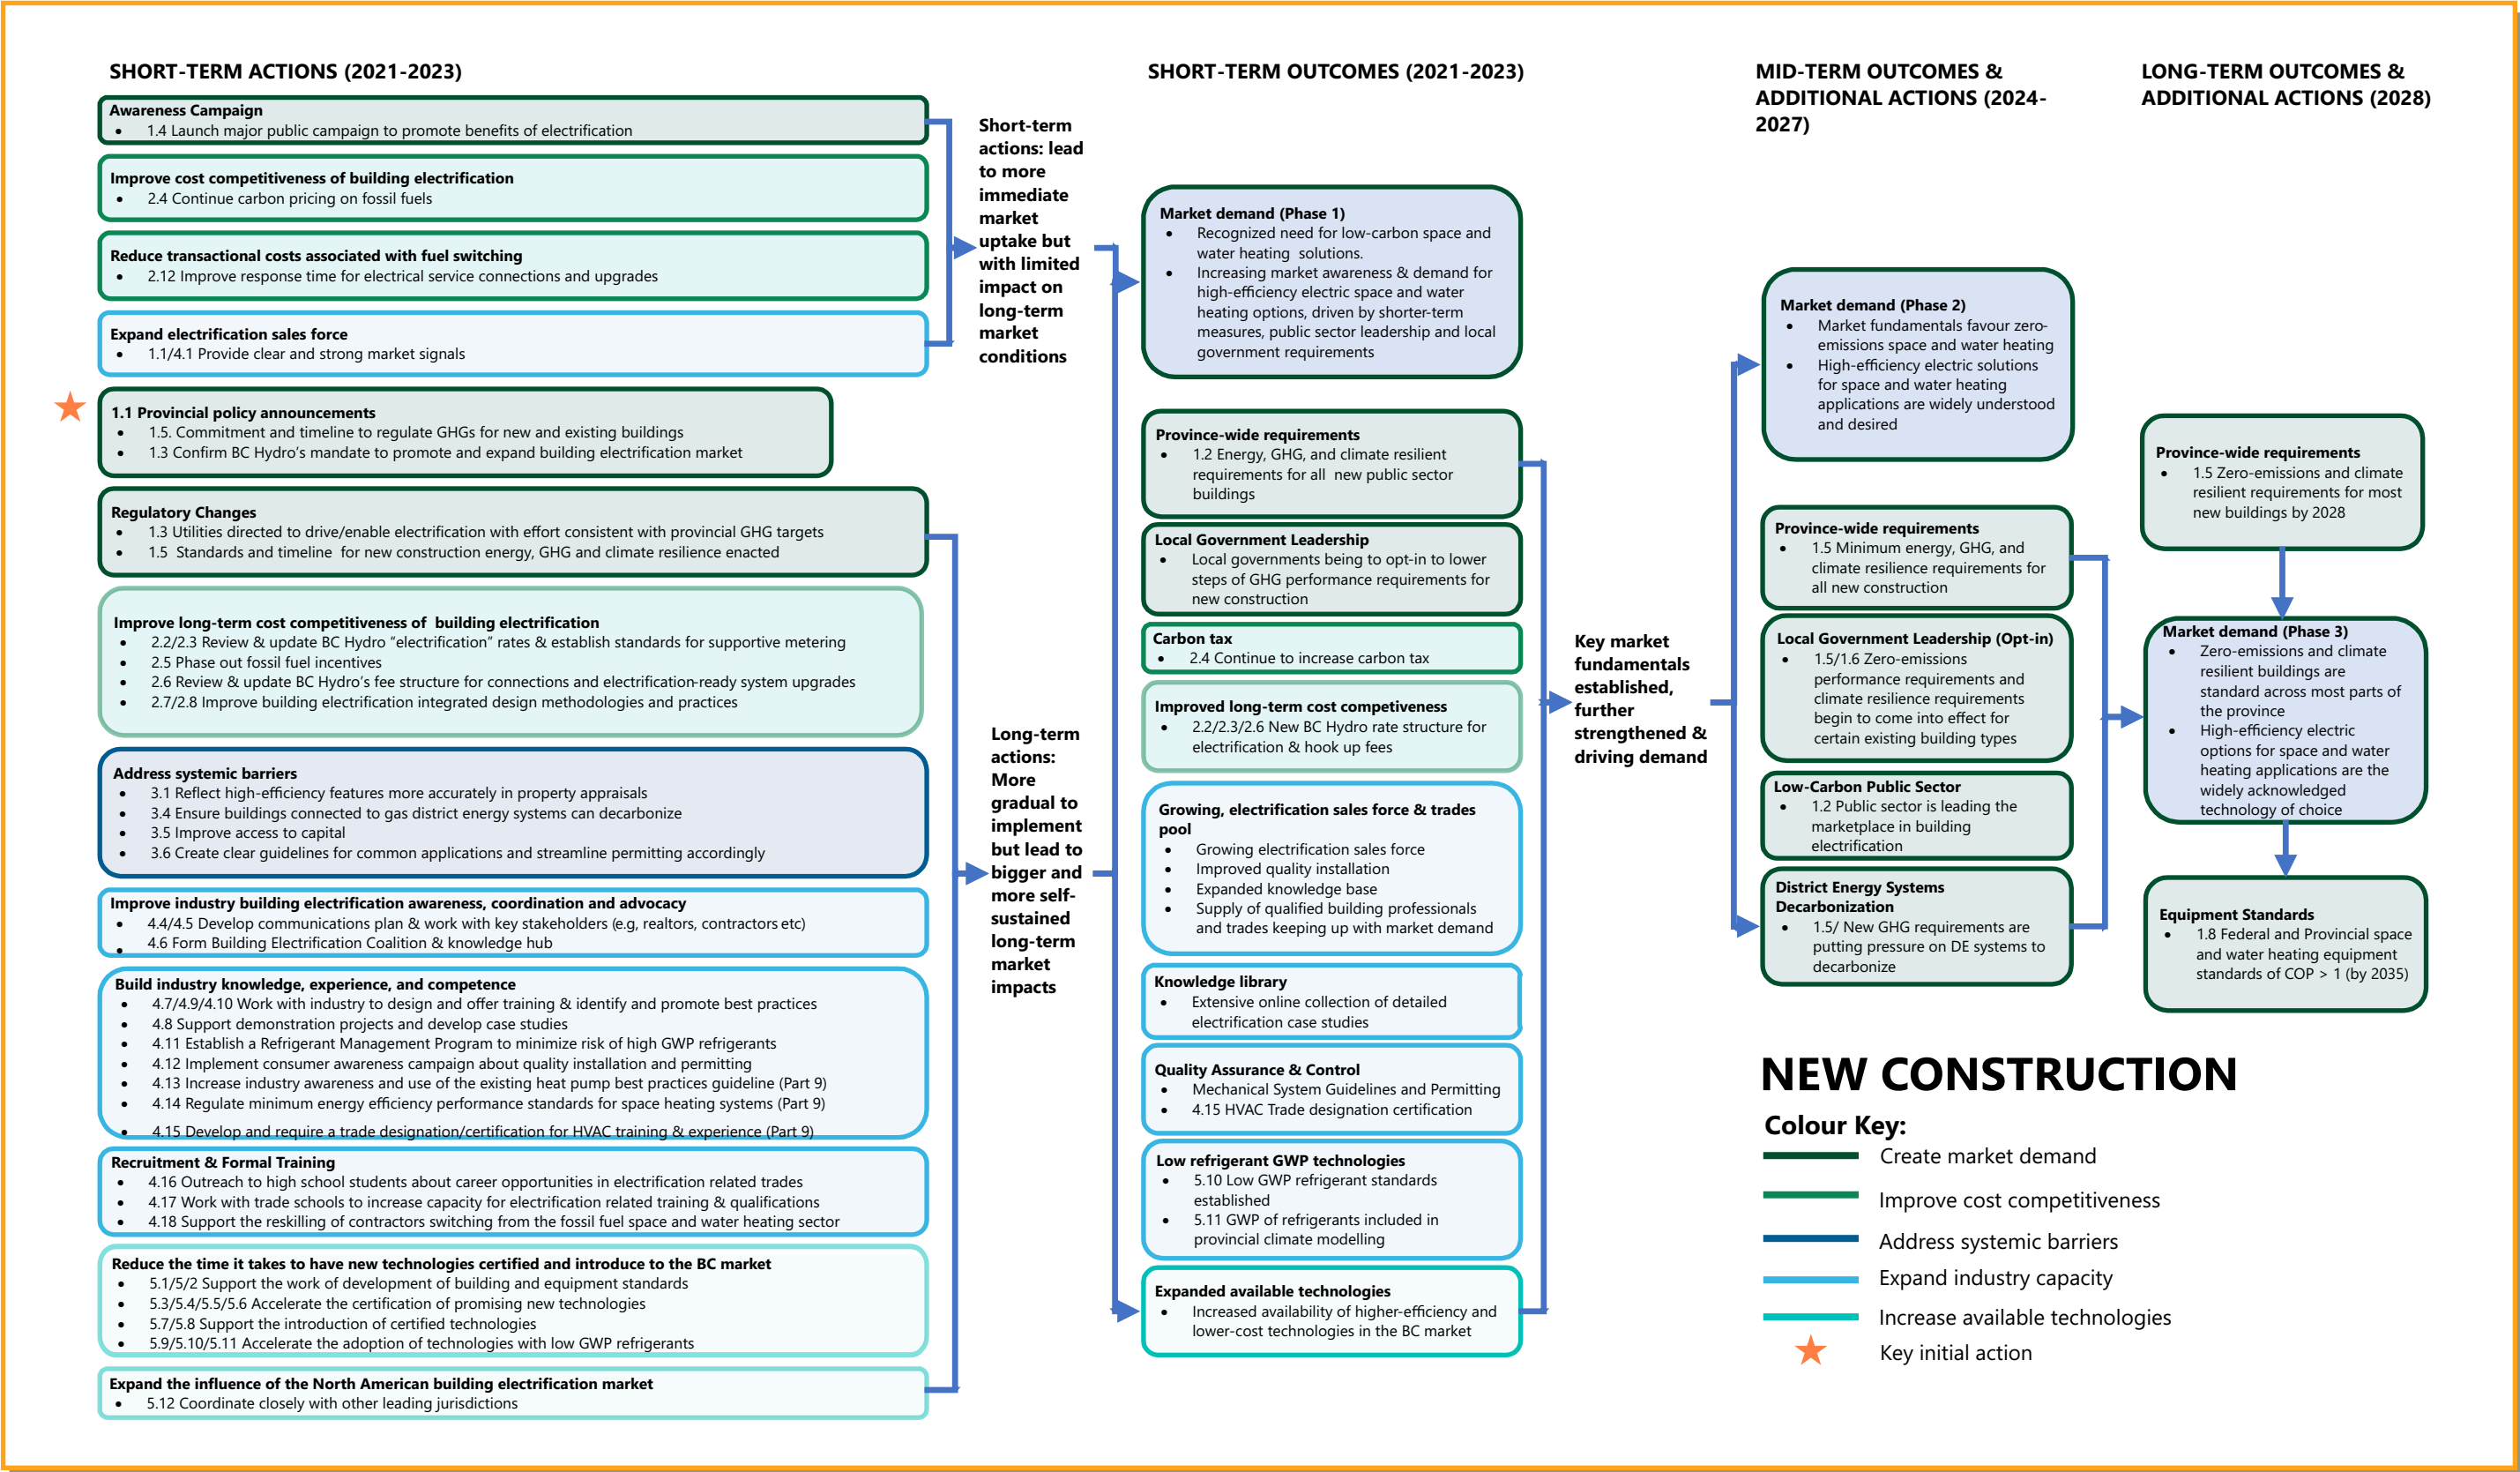 SHORT-TERM ACTIONS (2021-2023)
Awareness Campaign
• 1.4 Launch major public campaign to promote benefits of electrification
Improve cost competitiveness of building electrification
• 2.4 Continue carbon pricing on fossil fuels
Reduce transactional costs associated with fuel switching
• 2.12 Improve response time for electrical service connections and upgrades
Expand electrification sales force
• 1.1/4.1 Provide clear and strong market signals
1.1 Provincial policy announcements
• 1.5. Commitment and timeline to regulate GHGs for new and existing buildings
• 1.3 Confirm BC Hydro’s mandate to promote and expand building electrification market
Regulatory Changes
• 1.3 Utilities directed to drive/enable electrification with effort consistent with provincial GHG targets
• 1.5 Standards and timeline for new construction energy, GHG and climate resilience enacted
Improve long-term cost competitiveness of building electrification
• 2.2/2.3 Review & update BC Hydro “electrification” rates & establish standards for supportive metering
• 2.5 Phase out fossil fuel incentives
• 2.6 Review & update BC Hydro’s fee structure for connections and electrification-ready system upgrades
• 2.7/2.8 Improve building electrification integrated design methodologies and practices
Address systemic barriers
• 3.1 Reflect high-efficiency features more accurately in property appraisals
• 3.4 Ensure buildings connected to gas district energy systems can decarbonize
• 3.5 Improve access to capital
• 3.6 Create clear guidelines for common applications and streamline permitting accordingly
Improve industry building electrification awareness, coordination and advocacy
• 4.4/4.5 Develop communications plan & work with key stakeholders (e.g, realtors, contractors etc)
• 4.6 Form Building Electrification Coalition & knowledge hub
Build industry knowledge, experience, and competence
• 4.7/4.9/4.10 Work with industry to design and offer training & identify and promote best practices
• 4.8 Support demonstration projects and develop case studies
• 4.11 Establish a Refrigerant Management Program to minimize risk of high GWP refrigerants
• 4.12 Implement consumer awareness campaign about quality installation and permitting
• 4.13 Increase industry awareness and use of the existing heat pump best practices guideline (Part 9)
• 4.14 Regulate minimum energy efficiency performance standards for space heating systems (Part 9)
• 4.15 Develop and require a trade designation/certification for HVAC training & experience (Part 9)
Recruitment & Formal Training
• 4.16 Outreach to high school students about career opportunities in electrification related trades
• 4.17 Work with trade schools to increase capacity for electrification related training & qualifications
• 4.18 Support the reskilling of contractors switching from the fossil fuel space and water heating sector
Reduce the time it takes to have new technologies certified and introduce to the BC market
• 5.1/5/2 Support the work of development of building and equipment standards
• 5.3/5.4/5.5/5.6 Accelerate the certification of promising new technologies
• 5.7/5.8 Support the introduction of certified technologies
• 5.9/5.10/5.11 Accelerate the adoption of technologies with low GWP refrigerants
Expand the influence of the North American building electrification market
• 5.12 Coordinate closely with other leading jurisdictions
Short-term
actions: lead
to more
immediate
market
uptake but
with limited
impact on
long-term
market
conditions
Long-term
actions:
More
gradual to
implement
but lead to
bigger and
more self-
sustained
long-term
market
impacts
SHORT-TERM OUTCOMES (2021-2023)
Market demand (Phase 1)
• Recognized need for low-carbon space and
water heating solutions.
• Increasing market awareness & demand for
high-efficiency electric space and water
heating options, driven by shorter-term
measures, public sector leadership and local
government requirements
Province-wide requirements
• 1.2 Energy, GHG, and climate resilient
requirements for all new public sector
buildings
Local Government Leadership
• Local governments being to opt-in to lower
steps of GHG performance requirements for
new construction
Carbon tax
• 2.4 Continue to increase carbon tax
Improved long-term cost competiveness
• 2.2/2.3/2.6 New BC Hydro rate structure for
electrification & hook up fees
Growing, electrification sales force & trades
pool
• Growing electrification sales force
• Improved quality installation
• Expanded knowledge base
• Supply of qualified building professionals
and trades keeping up with market demand
Knowledge library
• Extensive online collection of detailed
electrification case studies
Quality Assurance & Control
• Mechanical System Guidelines and Permitting
• 4.15 HVAC Trade designation certification
Low refrigerant GWP technologies
• 5.10 Low GWP refrigerant standards
established
• 5.11 GWP of refrigerants included in
provincial climate modelling
Expanded available technologies
• Increased availability of higher-efficiency and
lower-cost technologies in the BC market
Key market
fundamentals
established,
further
strengthened &
driving demand
MID-TERM OUTCOMES &
ADDITIONAL ACTIONS (2024-
2027)
Market demand (Phase 2)
• Market fundamentals favour zero-
emissions space and water heating
• High-efficiency electric solutions
for space and water heating
applications are widely understood
and desired
Province-wide requirements
• 1.5 Minimum energy, GHG, and
climate resilience requirements for
all new construction
Local Government Leadership (Opt-in)
• 1.5/1.6 Zero-emissions
performance requirements and
climate resilience requirements
begin to come into effect for
certain existing building types
Low-Carbon Public Sector
• 1.2 Public sector is leading the
marketplace in building
electrification
District Energy Systems
Decarbonization
• 1.5/ New GHG requirements are
putting pressure on DE systems to
decarbonize
LONG-TERM OUTCOMES &
ADDITIONAL ACTIONS (2028)
Province-wide requirements
• 1.5 Zero-emissions and climate
resilient requirements for most
new buildings by 2028
Market demand (Phase 3)
• Zero-emissions and climate
resilient buildings are
standard across most parts of
the province
• High-efficiency electric
options for space and water
heating applications are the
widely acknowledged
technology of choice
Equipment Standards
• 1.8 Federal and Provincial space
and water heating equipment
standards of COP > 1 (by 2035)
NEW CONSTRUCTION
Colour Key:
Create market demand
Improve cost competitiveness
Address systemic barriers
Expand industry capacity
Increase available technologies
Key initial action